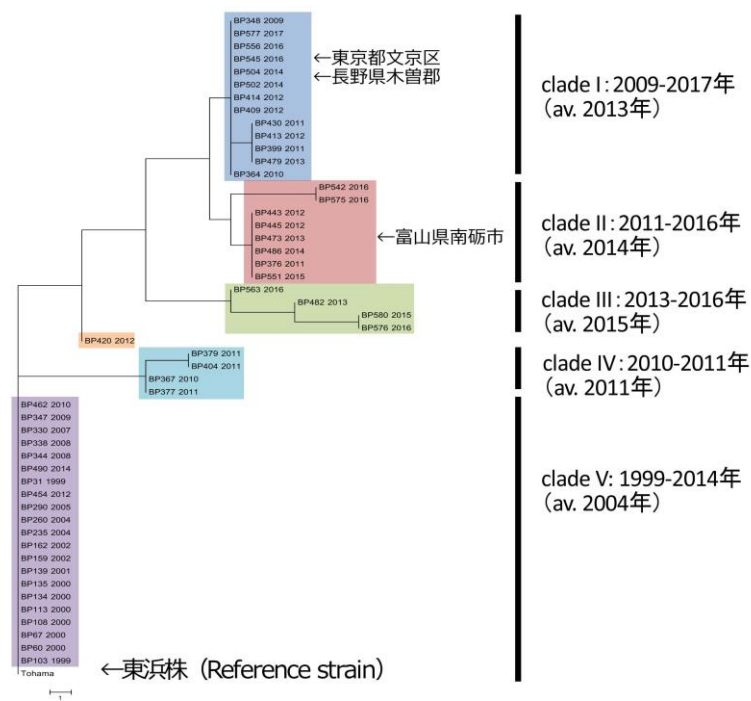 BP348 2009
BP577 2017
BP556 2016
BP545 2016
BP504 2014
BP502 2014
BP414 2012
BP409 2012
BP430 2011
BP413 2012
BP399 2011
BP479 2013
BP364 2010
←東京都文京区
←長野県木曽郡
clade I：2009-2017年
（av. 2013年）
BP542 2016
BP575 2016
BP443 2012
BP445 2012
BP473 2013
BP486 2014
BP376 2011
BP551 2015
←富山県南砺市
clade II：2011-2016年
（av. 2014年）
BP563 2016
BP482 2013
BP580 2015
BP576 2016
clade III：2013-2016年
（av. 2015年）
BP420 2012
BP379 2011
BP404 2011
BP367 2010
BP377 2011
clade IV：2010-2011年
（av. 2011年）
BP462 2010
BP347 2009
BP330 2007
BP338 2008
BP344 2008
BP490 2014
BP31 1999
BP454 2012
BP290 2005
BP260 2004
BP235 2004
BP162 2002
BP159 2002
BP139 2001
BP135 2000
BP134 2000
BP113 2000
BP108 2000
BP67 2000
BP60 2000
BP103 1999
Tohama
clade V: 1999-2014年
（av. 2004年）
←東浜株（Reference strain）
1